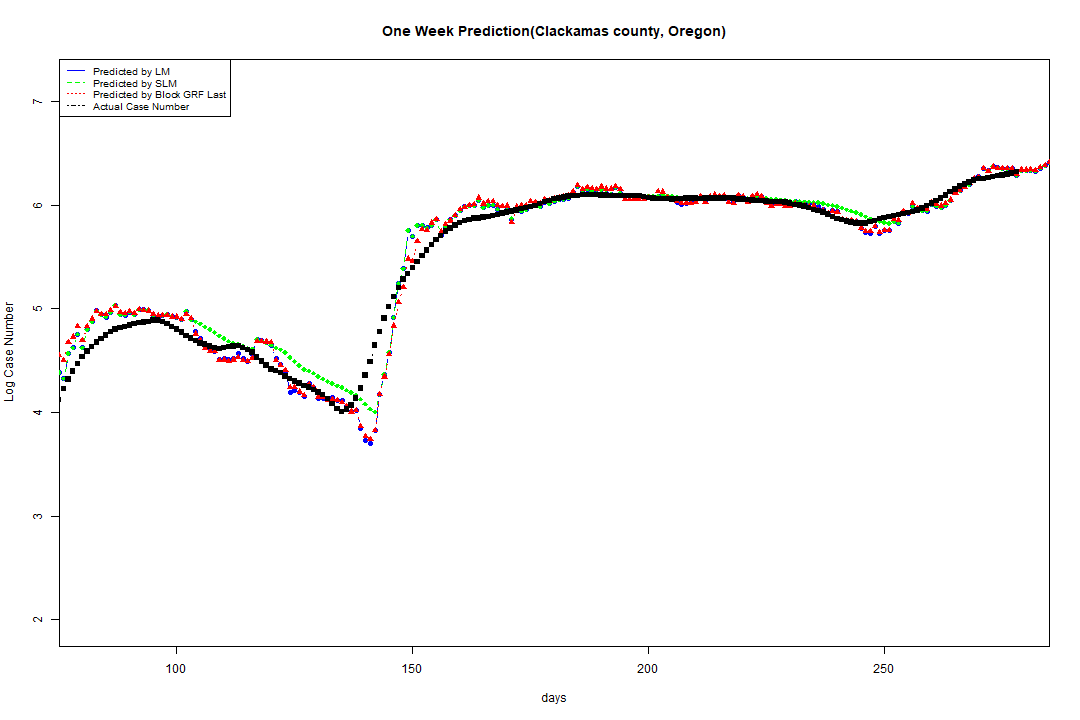 One Week Prediction(Clackamas county, Oregon)
Predicted by LM
Predicted by SLM
Predicted by Block GRF Last
Actual Case Number
7
6
5
4
3
2
Log Case Number
100 150 200 250
days